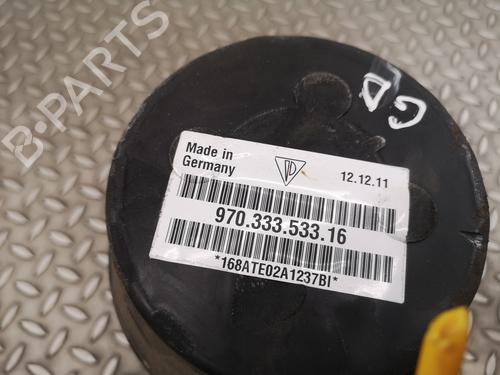 B-PARTS
GD
Made in
Germany
12.12.11
970.333.533.16
*168ATE02A1237BI*